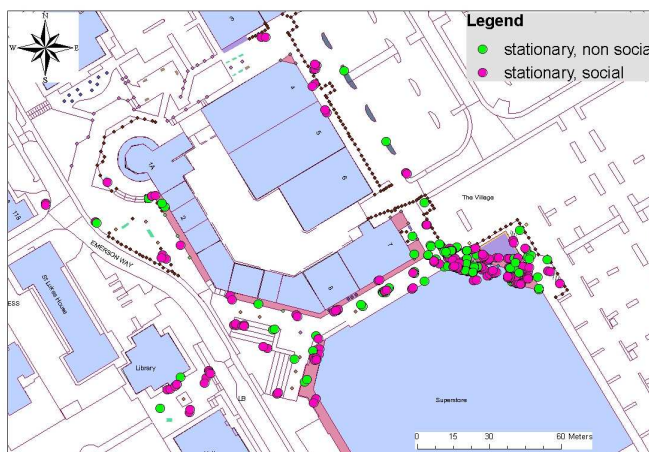 N
W E
S
Legend
stationary, non socia
stationary, social
3
4
5
6
7
1A
2
8
The Village
118
EMERSON WAY
St Lukes House
ESS
Library
LB
Superstore
0 15 30 60 Meters